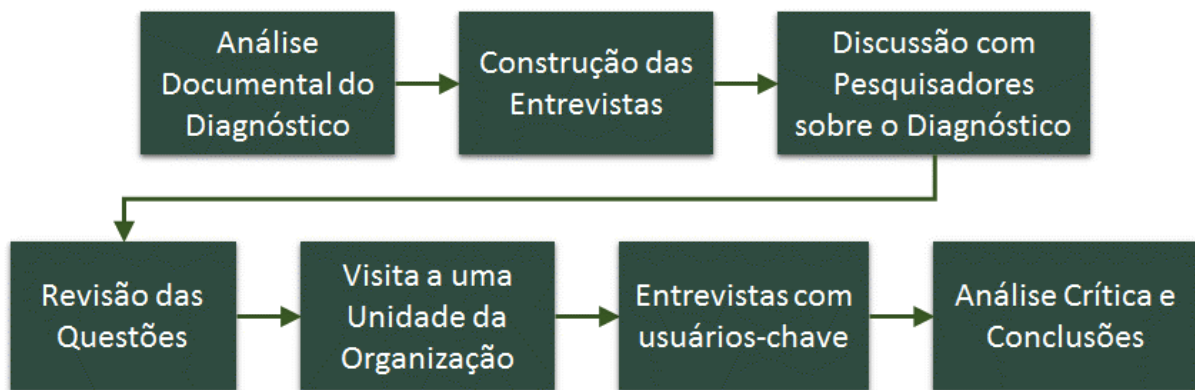 Análise
Documental do
Diagnóstico
Construção das
Entrevistas
Discussão com
Pesquisadores
sobre o Diagnóstico
Revisão das
Questões
Visita a uma
Unidade da
Organização
Entrevistas com
usuários-chave
Análise Crítica e
Conclusões